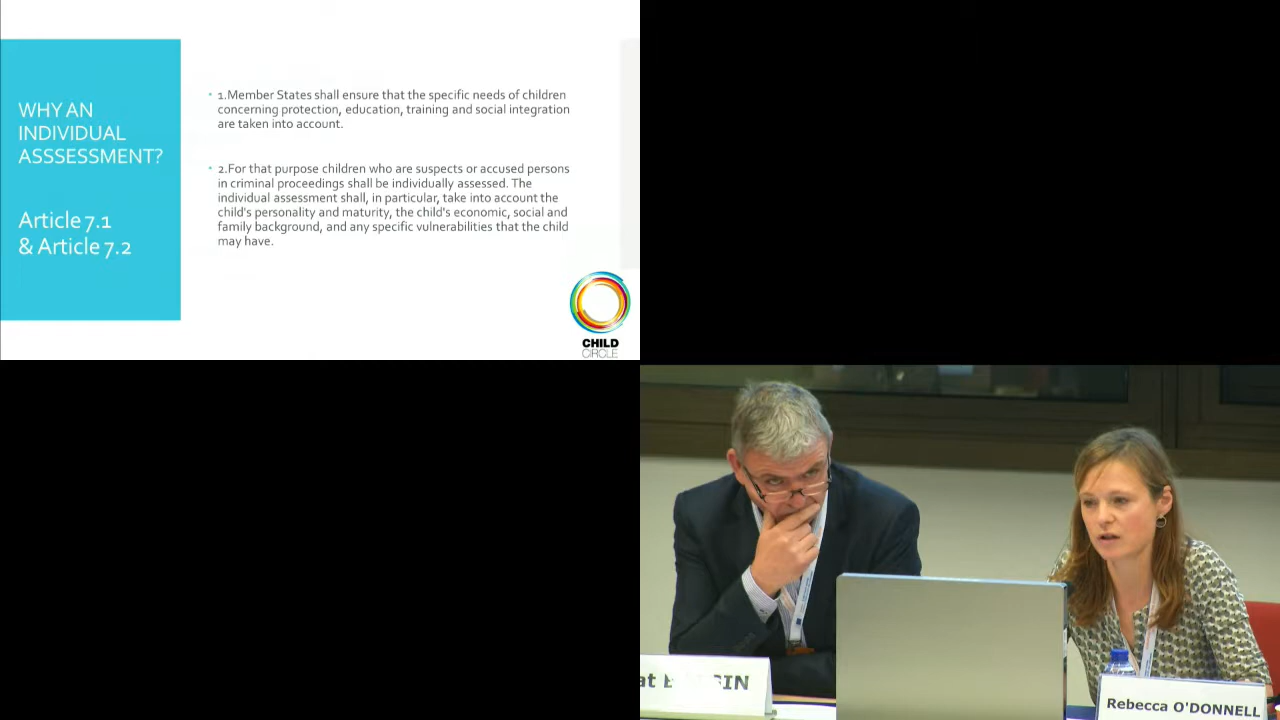 WHY AN
INDIVIDUAL
ASSSESSMENT?
Article 7.1
& Article 7.2
• 1.Member States shall ensure that the specific needs of children
concerning protection, education, training and social integration
are taken into account.
• 2.For that purpose children who are suspects or accused persons
in criminal proceedings shall be individually assessed. The
individual assessment shall, in particular, take into account the
child's personality and maturity, the child's economic, social and
family background, and any specific vulnerabilities that the child
may have.
CHILD
CIRCLE
Rebecca O'DONNELL